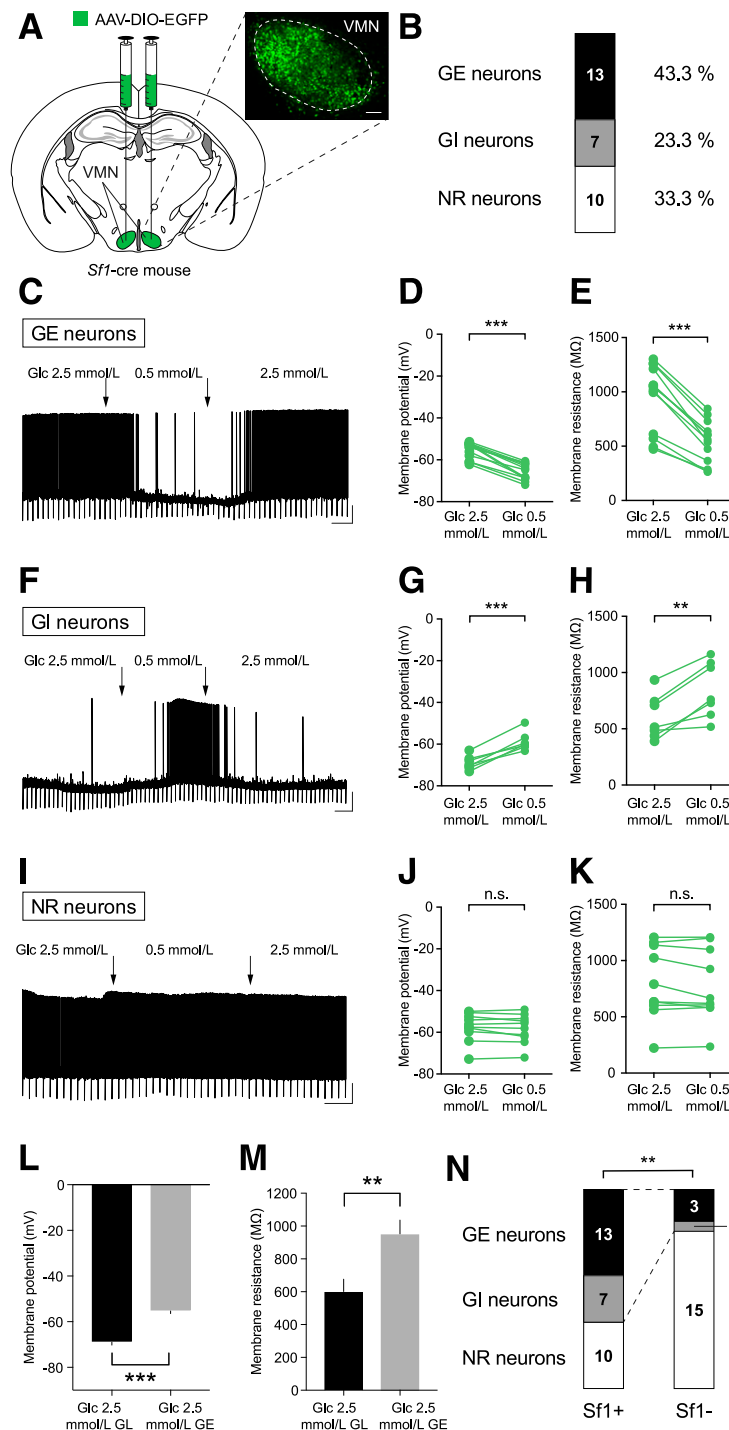 A
AAV-DIO-EGFP
VMN
VMN
Sf1-cre mouse
B
GE neurons
13
43.3 %
GI neurons
7
23.3 %
NR neurons
10
33.3 %
C
GE neurons
Glc 2.5 mmol/L
0.5 mmol/L
2.5 mmol/L
D
Membrane potential (mV)
0
-20
-40
-60
-80
***
Glc 2.5 mmol/L
Glc 0.5 mmol/L
E
Membrane resistance (MΩ)
1500
1000
500
0
***
Glc 2.5 mmol/L
Glc 0.5 mmol/L
F
GI neurons
Glc 2.5 mmol/L
0.5 mmol/L
2.5 mmol/L
G
Membrane potential (mV)
0
-20
-40
-60
-80
***
Glc 2.5 mmol/L
Glc 0.5 mmol/L
H
Membrane resistance (MΩ)
1500
1000
500
0
**
Glc 2.5 mmol/L
Glc 0.5 mmol/L
I
NR neurons
Glc 2.5 mmol/L
0.5 mmol/L
2.5 mmol/L
J
Membrane potential (mV)
0
-20
-40
-60
-80
n.s.
Glc 2.5 mmol/L
Glc 0.5 mmol/L
K
Membrane resistance (MΩ)
1500
1000
500
0
n.s.
Glc 2.5 mmol/L
Glc 0.5 mmol/L
L
Membrane potential (mV)
0
-20
-40
-60
-80
***
Glc 2.5 mmol/L GL
Glc 2.5 mmol/L GE
M
Membrane resistance (MΩ)
1200
1000
800
600
400
200
0
**
Glc 2.5 mmol/L GL
Glc 2.5 mmol/L GE
N
**
GE neurons
13
3
GI neurons
7
NR neurons
10
15
Sf1+
Sf1-